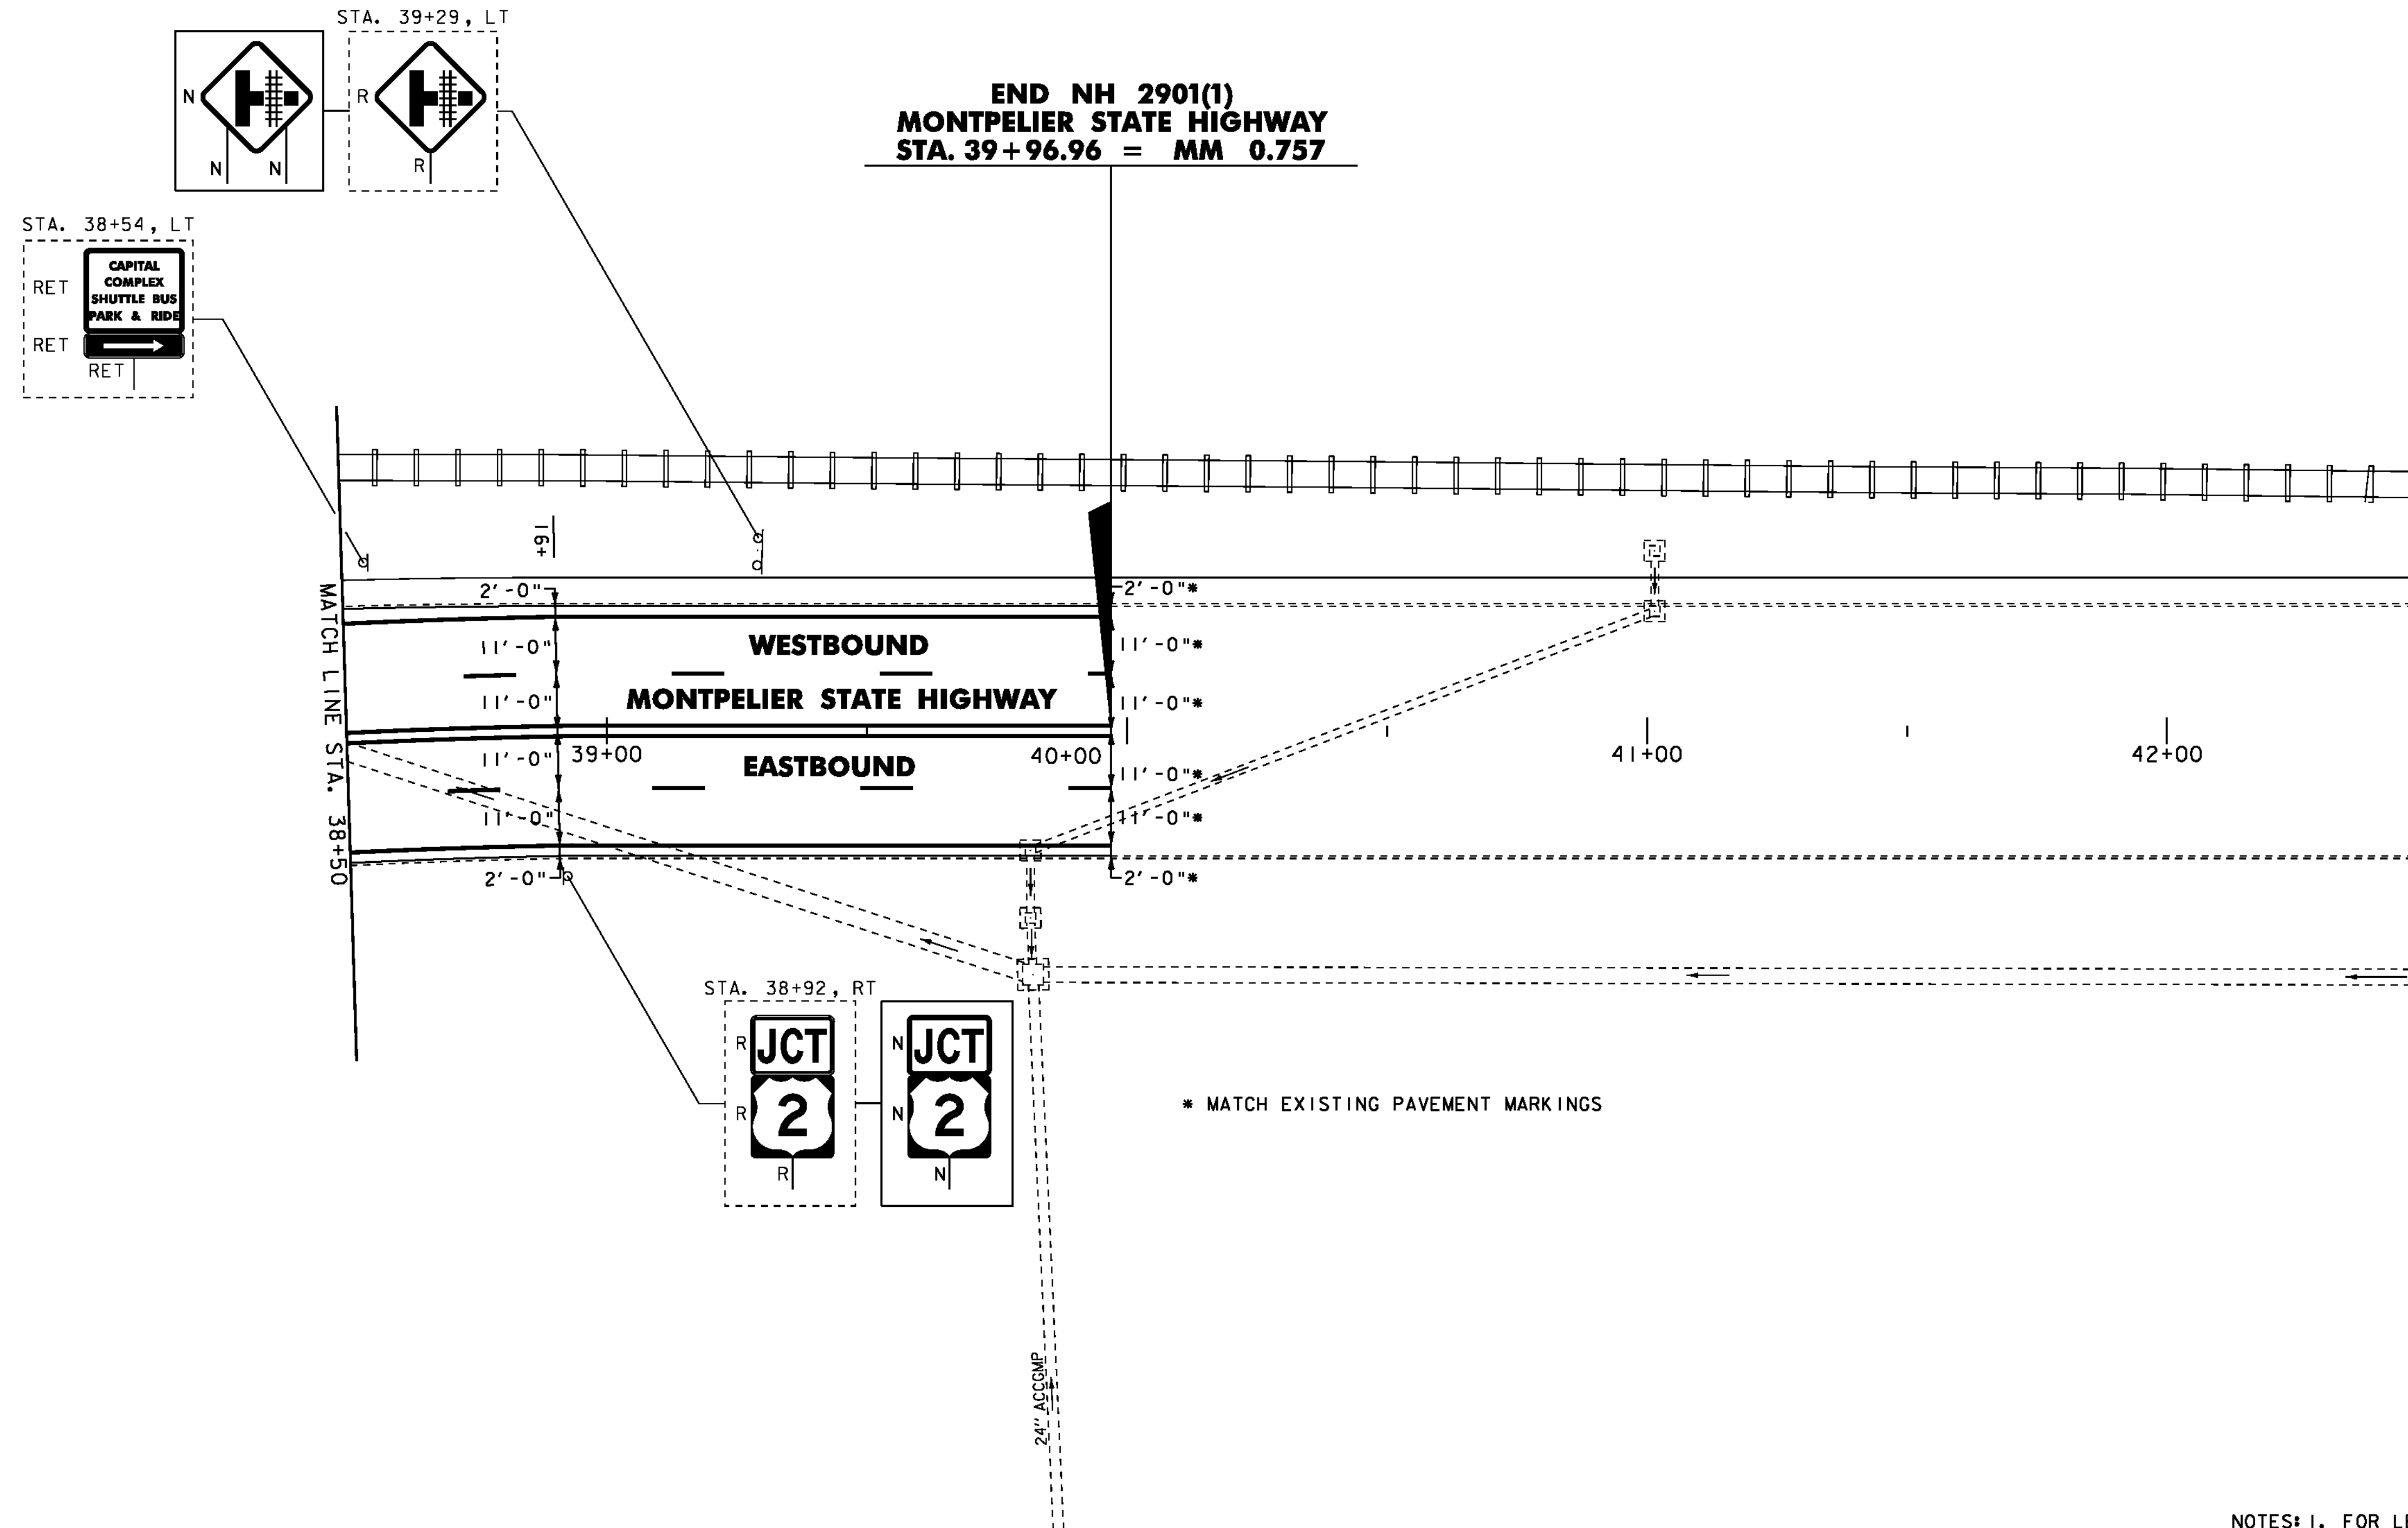 STA. 39+29, LT
N
N
N
R
R
END NH 2901(1)
MONTPELIER STATE HIGHWAY
STA. 39+96.96 = MM 0.757
STA. 38+54, LT
RET
CAPITAL
COMPLEX
SHUTTLE BUS
PARK & RIDE
RET
RET
MATCH LINE STA. 38+50
+91
2'-0"
11'-0"
11'-0"
11'-0"
11'-0"
2'-0"
WESTBOUND
MONTPELIER STATE HIGHWAY
EASTBOUND
2'-0"*
11'-0"*
11'-0"*
11'-0"*
11'-0"*
2'-0"*
39+00
40+00
41+00
42+00
STA. 38+92, RT
R
JCT
R
2
R
N
JCT
N
2
N
* MATCH EXISTING PAVEMENT MARKINGS
24" ACCGMP
NOTES: 1. FOR